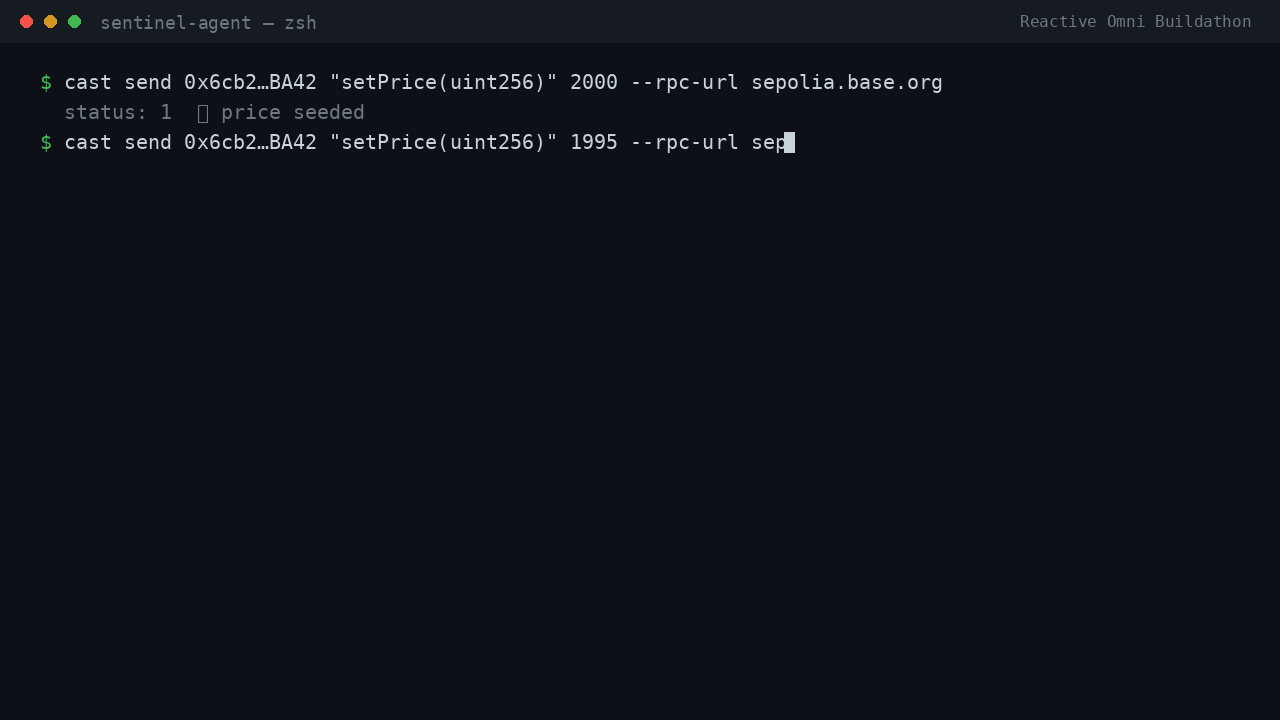 sentinel-agent — zsh
Reactive Omni Buildathon
$ cast send 0x6cb2…BA42 "setPrice(uint256)" 2000 --rpc-url sepolia.base.org
status: 1 ▯ price seeded
$ cast send 0x6cb2…BA42 "setPrice(uint256)" 1995 --rpc-url sep